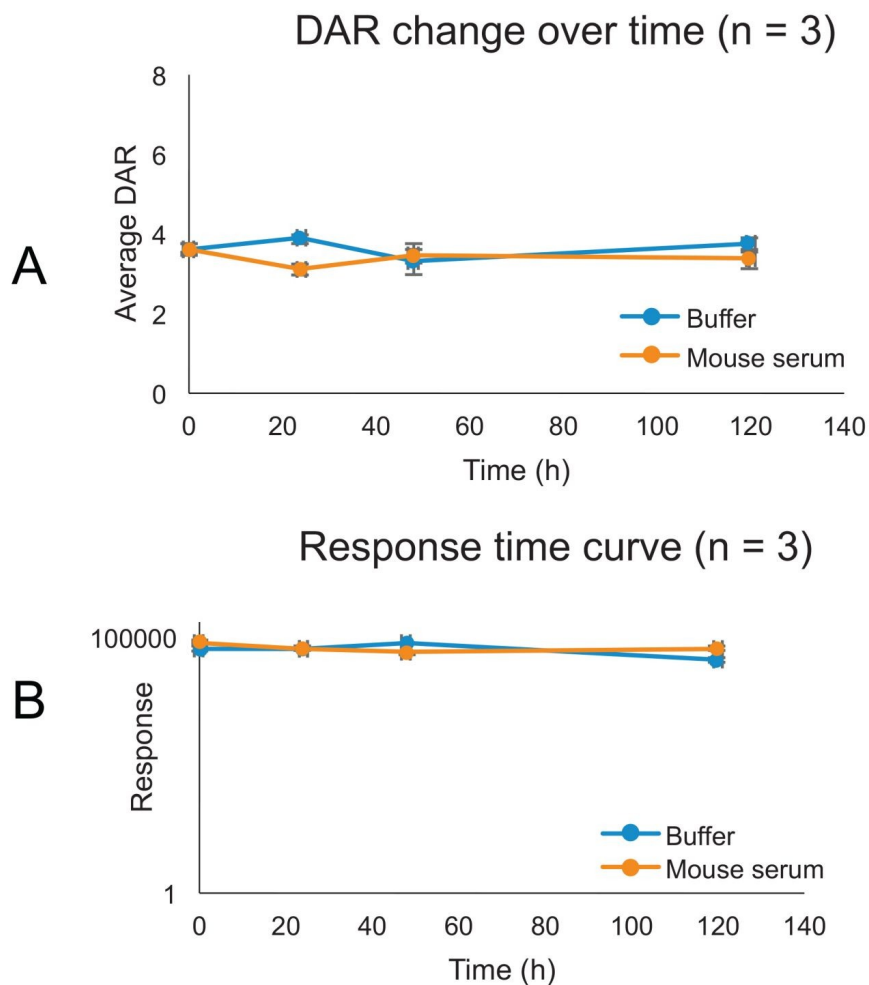 DAR change over time (n = 3)
A
Average DAR
8
6
4
2
0
0 20 40 60 80 100 120 140
Time (h)
Buffer
Mouse serum
Response time curve (n = 3)
B
Response
100000
1
0 20 40 60 80 100 120 140
Time (h)
Buffer
Mouse serum